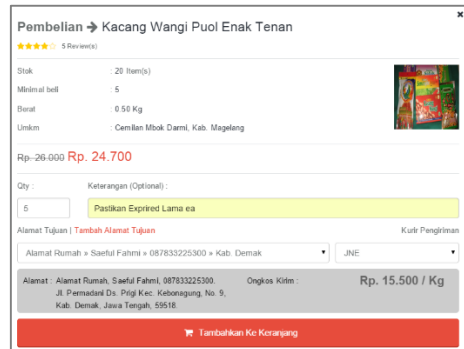 Pembelian → Kacang Wangi Puol Enak Tenan
5 Review(s)
Stok : 20 Item(s)
Minimal beli : 5
Berat : 0.50 Kg
Umkm : Cemilan Mbok Darmi, Kab. Magelang
Rp. 26.000 Rp. 24.700
Qty : Keterangan (Optional) :
5 Pastikan Exprired Lama ea
Alamat Tujuan | Tambah Alamat Tujuan Kurir Pengiriman
Alamat Rumah » Saeful Fahmi » 087833225300 » Kab. Demak JNE
Alamat : Alamat Rumah, Saeful Fahmi, 087833225300. Ongkos Kirim : Rp. 15.500 / Kg
Jl. Permadani Ds. Prigi Kec. Kebonagung, No. 9,
Kab. Demak, Jawa Tengah, 59518.
Tambahkan Ke Keranjang